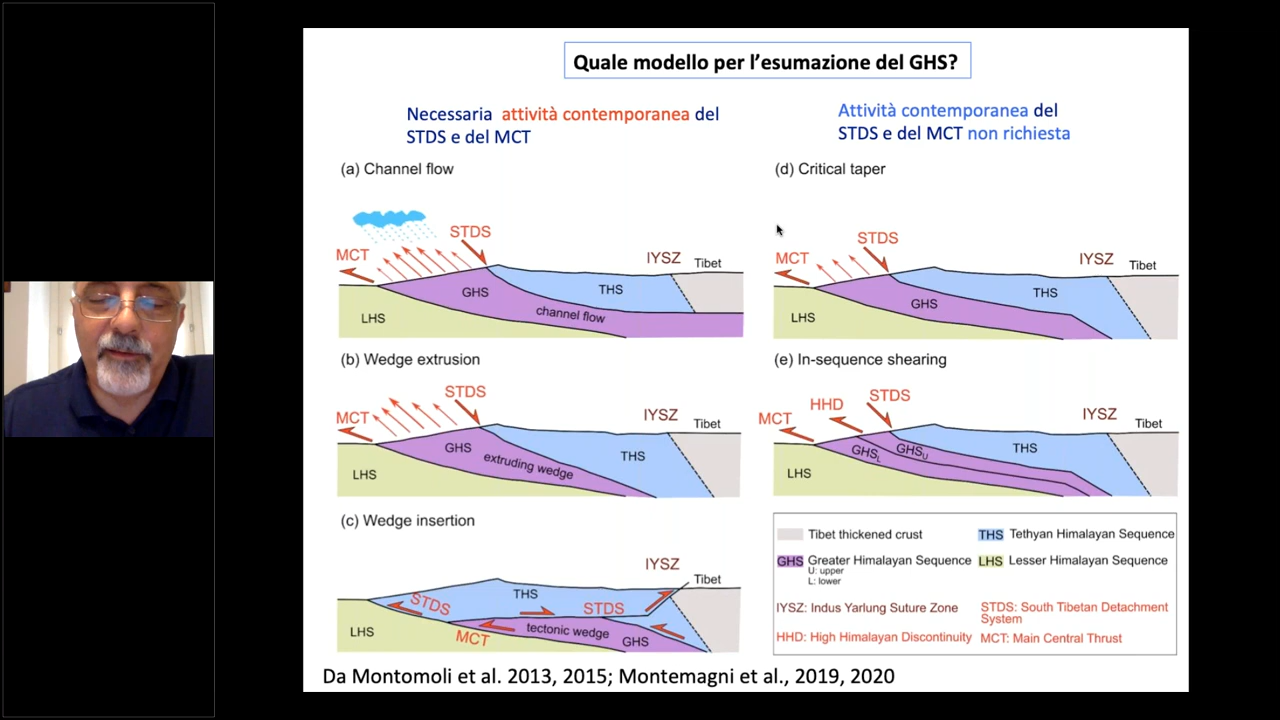 Quale modello per l'esumazione del GHS?
Necessaria attività contemporanea del
STDS e del MCT
Attività contemporanea del
STDS e del MCT non richiesta
(a) Channel flow
MCT
STDS
IYSZ
Tibet
GHS
THS
LHS
channel flow
(b) Wedge extrusion
MCT
STDS
IYSZ
Tibet
GHS
THS
LHS
extruding wedge
(c) Wedge insertion
IYSZ
Tibet
THS
STDS
STDS
LHS
MCT
tectonic wedge
GHS
(d) Critical taper
MCT
STDS
IYSZ
Tibet
GHS
THS
LHS
(e) In-sequence shearing
MCT
HHD
STDS
IYSZ
Tibet
GHSL
GHSU
THS
LHS
Tibet thickened crust
THS Tethyan Himalayan Sequence
GHS Greater Himalayan Sequence
U: upper
L: lower
LHS Lesser Himalayan Sequence
IYSZ: Indus Yarlung Suture Zone
STDS: South Tibetan Detachment
System
HHD: High Himalayan Discontinuity
MCT: Main Central Thrust
Da Montomoli et al. 2013, 2015; Montemagni et al., 2019, 2020